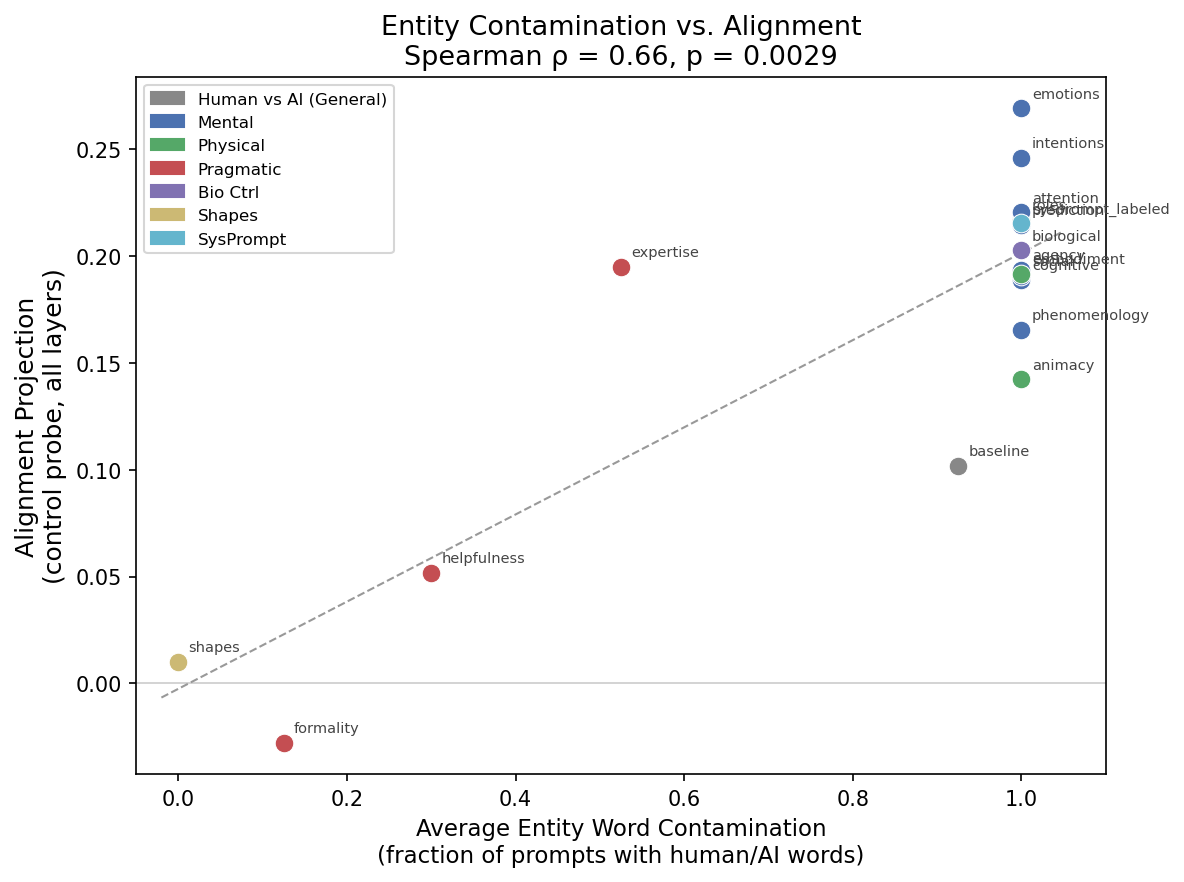 Entity Contamination vs. Alignment
Spearman ρ = 0.66, p = 0.0029
Human vs AI (General)
Mental
Physical
Pragmatic
Bio Ctrl
Shapes
SysPrompt
emotions
intentions
attention
prediction
biological
agency
cognitive
phenomenology
animacy
baseline
expertise
helpfulness
shapes
formality
0.25
0.20
0.15
0.10
0.05
0.00
Alignment Projection
(control probe, all layers)
0.0
0.2
0.4
0.6
0.8
1.0
Average Entity Word Contamination
(fraction of prompts with human/AI words)